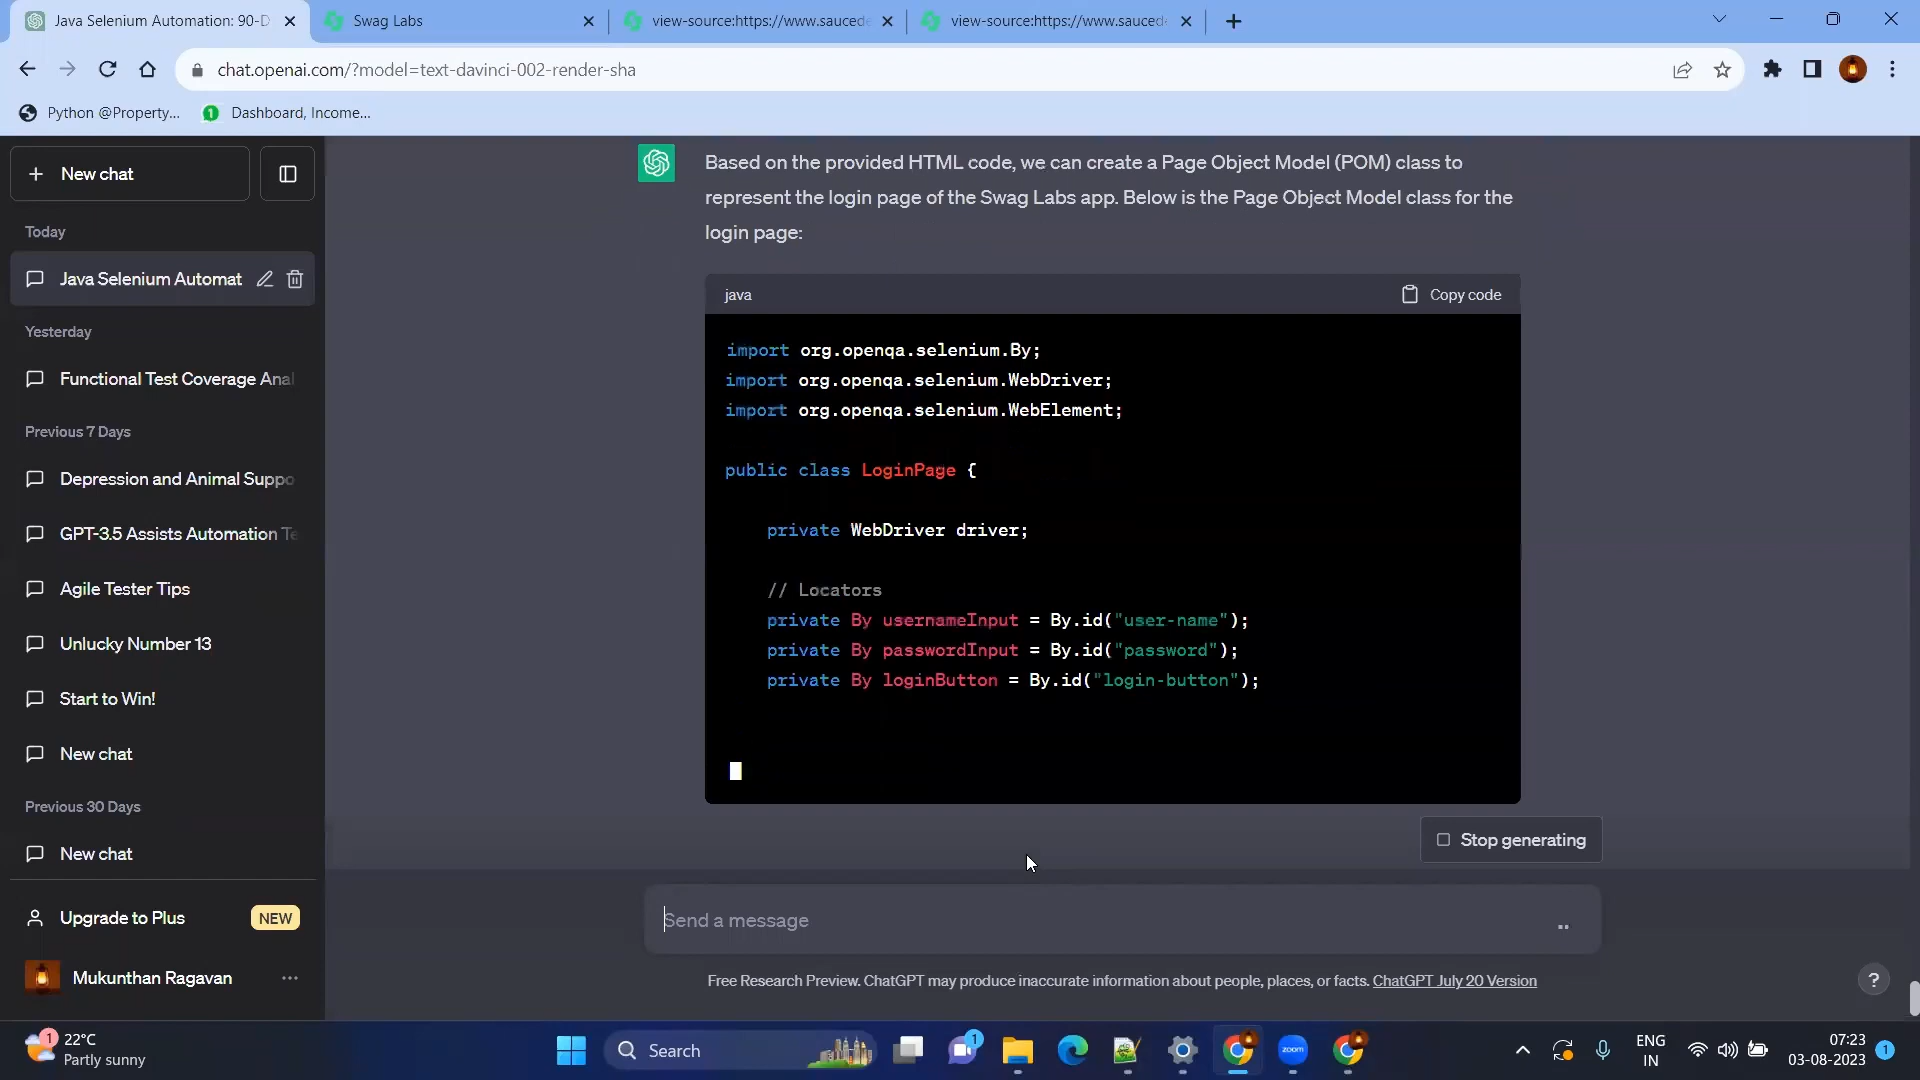 Java Selenium Automation: 90-D
Swag Labs
view-source:https://www.saucede
view-source:https://www.saucede
chat.openai.com/?model=text-davinci-002-render-sha
Python @Property...
1
Dashboard, Income...
New chat
Today
Java Selenium Automat
Yesterday
Functional Test Coverage Anal
Previous 7 Days
Depression and Animal Suppo
GPT-3.5 Assists Automation Te
Agile Tester Tips
Unlucky Number 13
Start to Win!
New chat
Previous 30 Days
New chat
Upgrade to Plus
NEW
Mukunthan Ragavan
Based on the provided HTML code, we can create a Page Object Model (POM) class to
represent the login page of the Swag Labs app. Below is the Page Object Model class for the
login page:
java
Copy code
import org.openqa.selenium.By;
import org.openqa.selenium.WebDriver;
import org.openqa.selenium.WebElement;
public class LoginPage {
private WebDriver driver;
// Locators
private By usernameInput = By.id("user-name");
private By passwordInput = By.id("password");
private By loginButton = By.id("login-button");
Stop generating
Send a message
Free Research Preview. ChatGPT may produce inaccurate information about people, places, or facts. ChatGPT July 20 Version
?
1
22°C
Partly sunny
Search
1
zoom
ENG
IN
07:23
03-08-2023
1